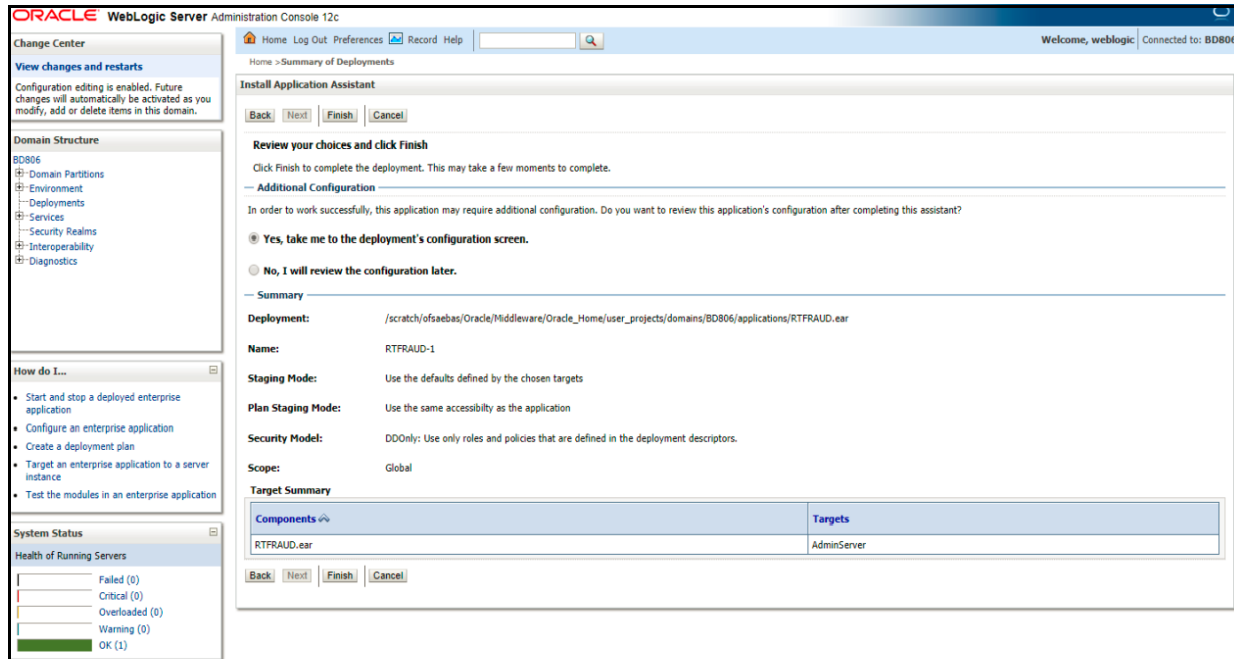 ORACLE WebLogic Server Administration Console 12c
Change Center
View changes and restarts
Configuration editing is enabled. Future
changes will automatically be activated as you
modify, add or delete items in this domain.
Domain Structure
BD806
Domain Partitions
Environment
Deployments
Services
Security Realms
Interoperability
Diagnostics
How do I...
Start and stop a deployed enterprise
application
Configure an enterprise application
Create a deployment plan
Target an enterprise application to a server
instance
Test the modules in an enterprise application
System Status
Health of Running Servers
Failed (0)
Critical (0)
Overloaded (0)
Warning (0)
OK (1)
Home Log Out Preferences Record Help
Welcome, weblogic Connected to: BD806
Home >Summary of Deployments
Install Application Assistant
Back Next Finish Cancel
Review your choices and click Finish
Click Finish to complete the deployment. This may take a few moments to complete.
Additional Configuration
In order to work successfully, this application may require additional configuration. Do you want to review this application's configuration after completing this assistant?
Yes, take me to the deployment's configuration screen.
No, I will review the configuration later.
Summary
Deployment: /scratch/ofsaebas/Oracle/Middleware/Oracle_Home/user_projects/domains/BD806/applications/RTFRAUD.ear
Name: RTFRAUD-1
Staging Mode: Use the defaults defined by the chosen targets
Plan Staging Mode: Use the same accessibilty as the application
Security Model: DDOnly: Use only roles and policies that are defined in the deployment descriptors.
Scope: Global
Target Summary
Components Targets
RTFRAUD.ear AdminServer
Back Next Finish Cancel